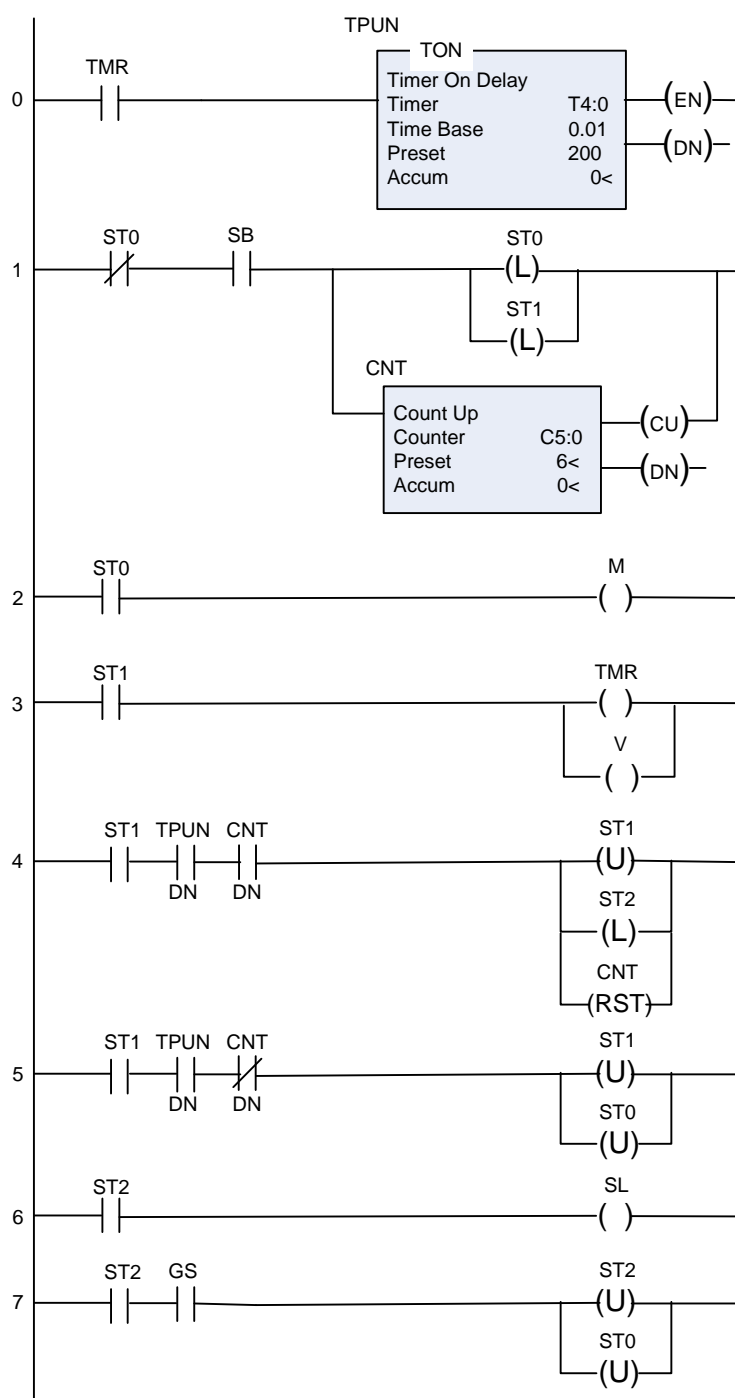 TPUN
TON
TMR
Timer On Delay
0
Timer T4:0
(EN)
Time Base 0.01
(DN)
Preset 200
Accum 0<
ST0 SB ST0
1
(L)
ST1
(L)
CNT
Count Up
Counter C5:0
(CU)
Preset 6<
(DN)
Accum 0<
ST0 M
2
( )
ST1 TMR
3
( )
V
( )
ST1 TPUN CNT ST1
4
(U)
DN DN
ST2
(L)
CNT
(RST)
ST1 TPUN CNT ST1
5
(U)
DN DN
ST0
(U)
ST2 SL
6
( )
ST2 GS ST2
7
(U)
ST0
(U)